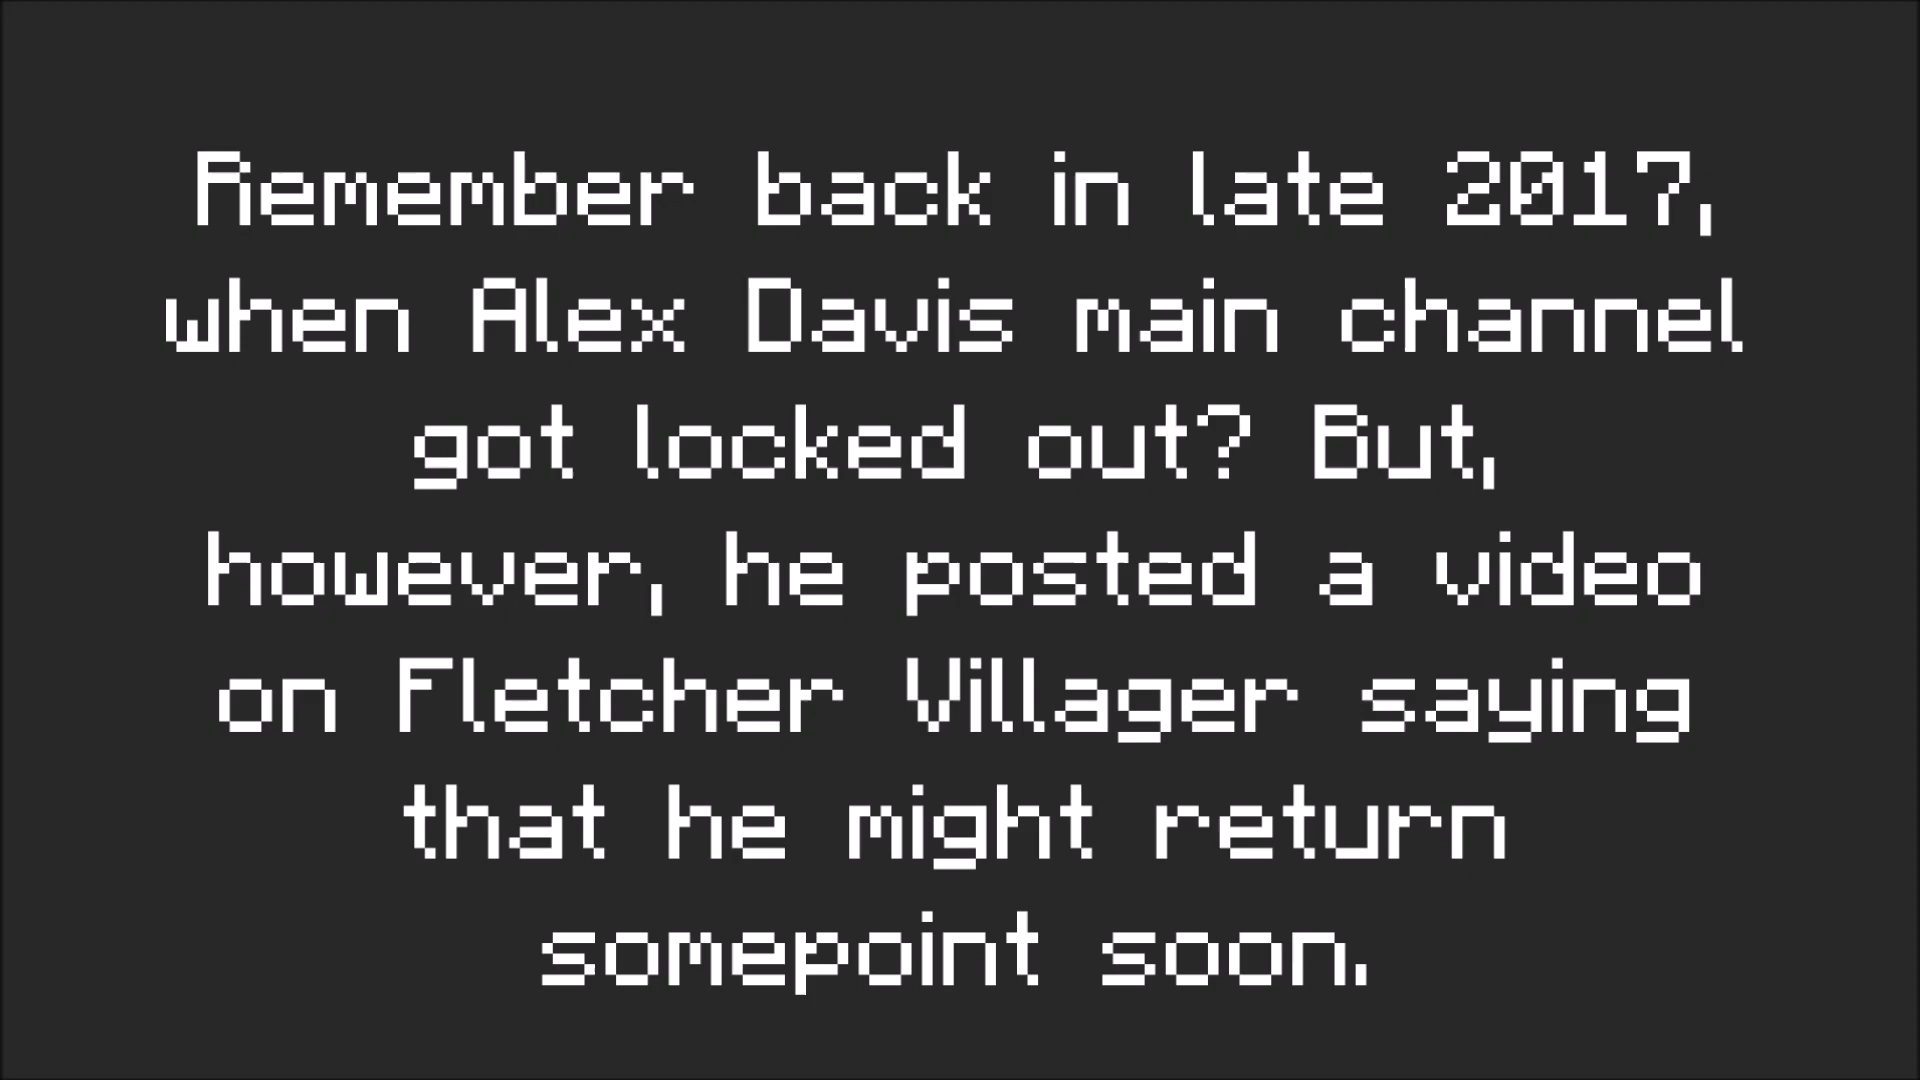 Remember back in late 2017,
when Alex Davis main channel
got locked out? But,
however, he posted a video
on Fletcher Villager saying
that he might return
somepoint soon.